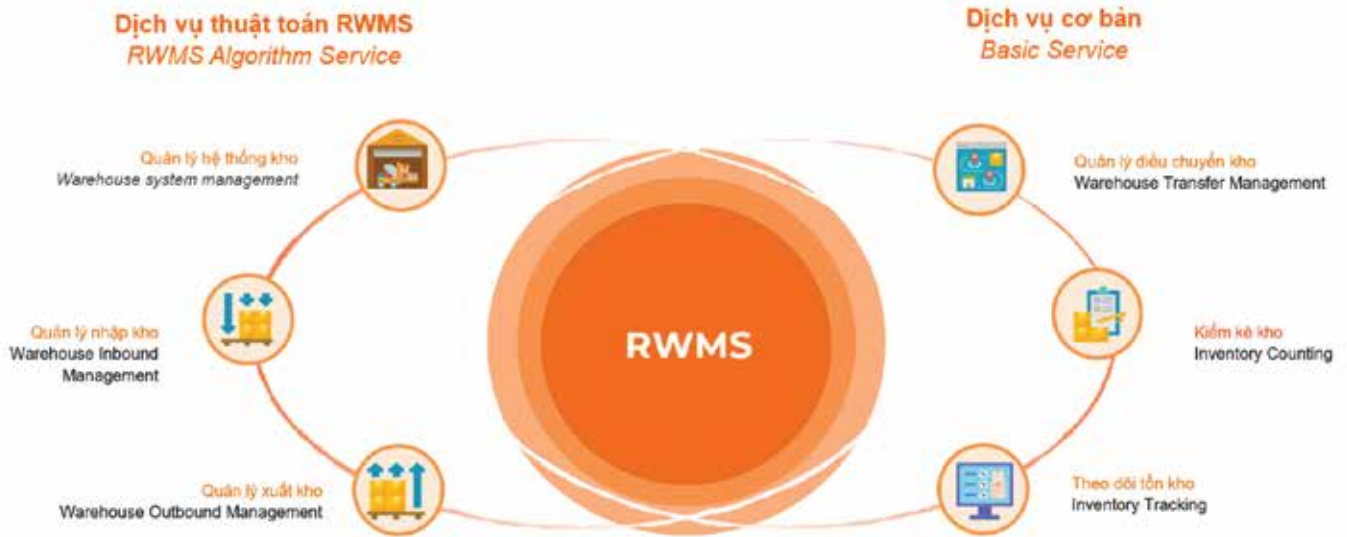 Dịch vụ thuật toán RWMS
RWMS Algorithm Service
Dịch vụ cơ bản
Basic Service
Quản lý hệ thống kho
Warehouse system management
Quản lý nhập kho
Warehouse Inbound
Management
Quản lý xuất kho
Warehouse Outbound Management
RWMS
Quản lý điều chuyển kho
Warehouse Transfer Management
Kiểm kê kho
Inventory Counting
Theo dõi tồn kho
Inventory Tracking